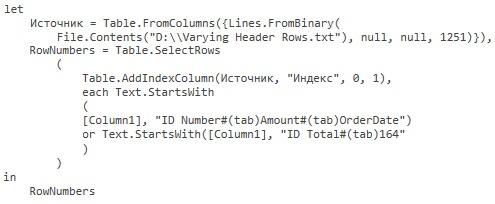 let
    Источник = Table.FromColumns({Lines.FromBinary(
        File.Contents("D:\\Varying Header Rows.txt"), null, null, 1251)}),
    RowNumbers = Table.SelectRows
        (
            Table.AddIndexColumn(Источник, "Индекс", 0, 1),
            each Text.StartsWith
            (
            [Column1], "ID Number#(tab)Amount#(tab)OrderDate")
            or Text.StartsWith([Column1], "ID Total#(tab)164"
            )
        )
in
    RowNumbers